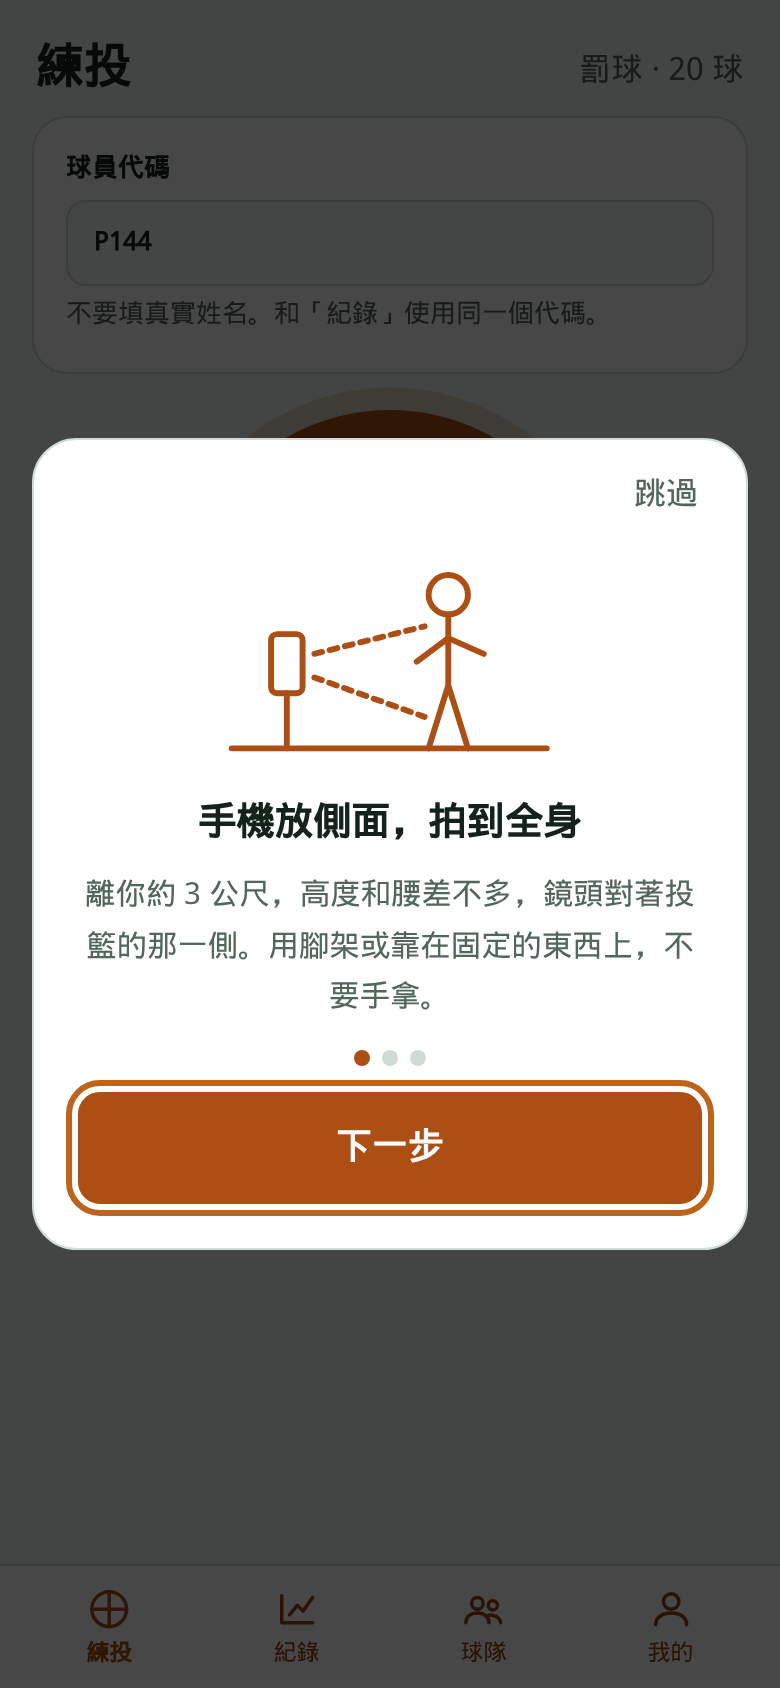 練投
罰球 · 20 球
球員代碼
P144
不要填真實姓名。和「紀錄」使用同一個代碼。
跳過
手機放側面，拍到全身
離你約 3 公尺，高度和腰差不多，鏡頭對著投
籃的那一側。用腳架或靠在固定的東西上，不
要手拿。
下一步
練投
紀錄
球隊
我的